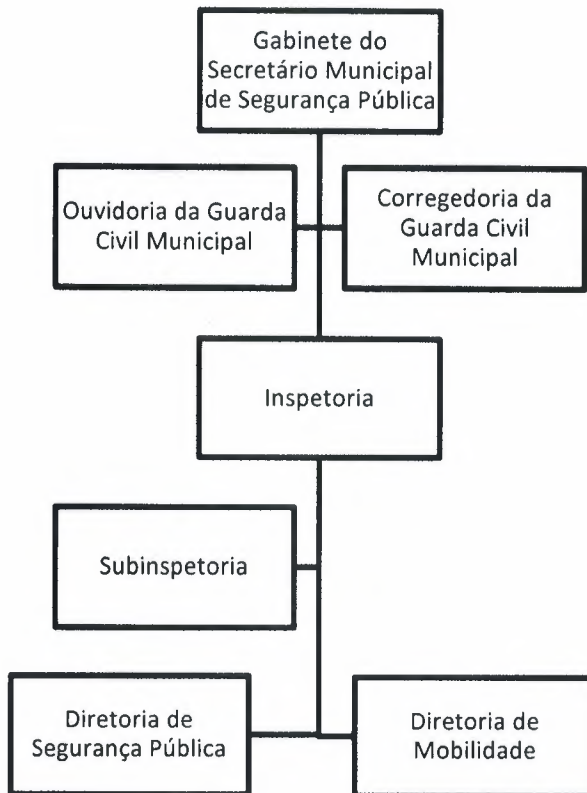 Gabinete do
Secretário Municipal
de Segurança Pública
Ouvidoria da Guarda
Civil Municipal
Corregedoria da
Guarda Civil
Municipal
Inspetoria
Subinspetoria
Diretoria de
Segurança Pública
Diretoria de
Mobilidade